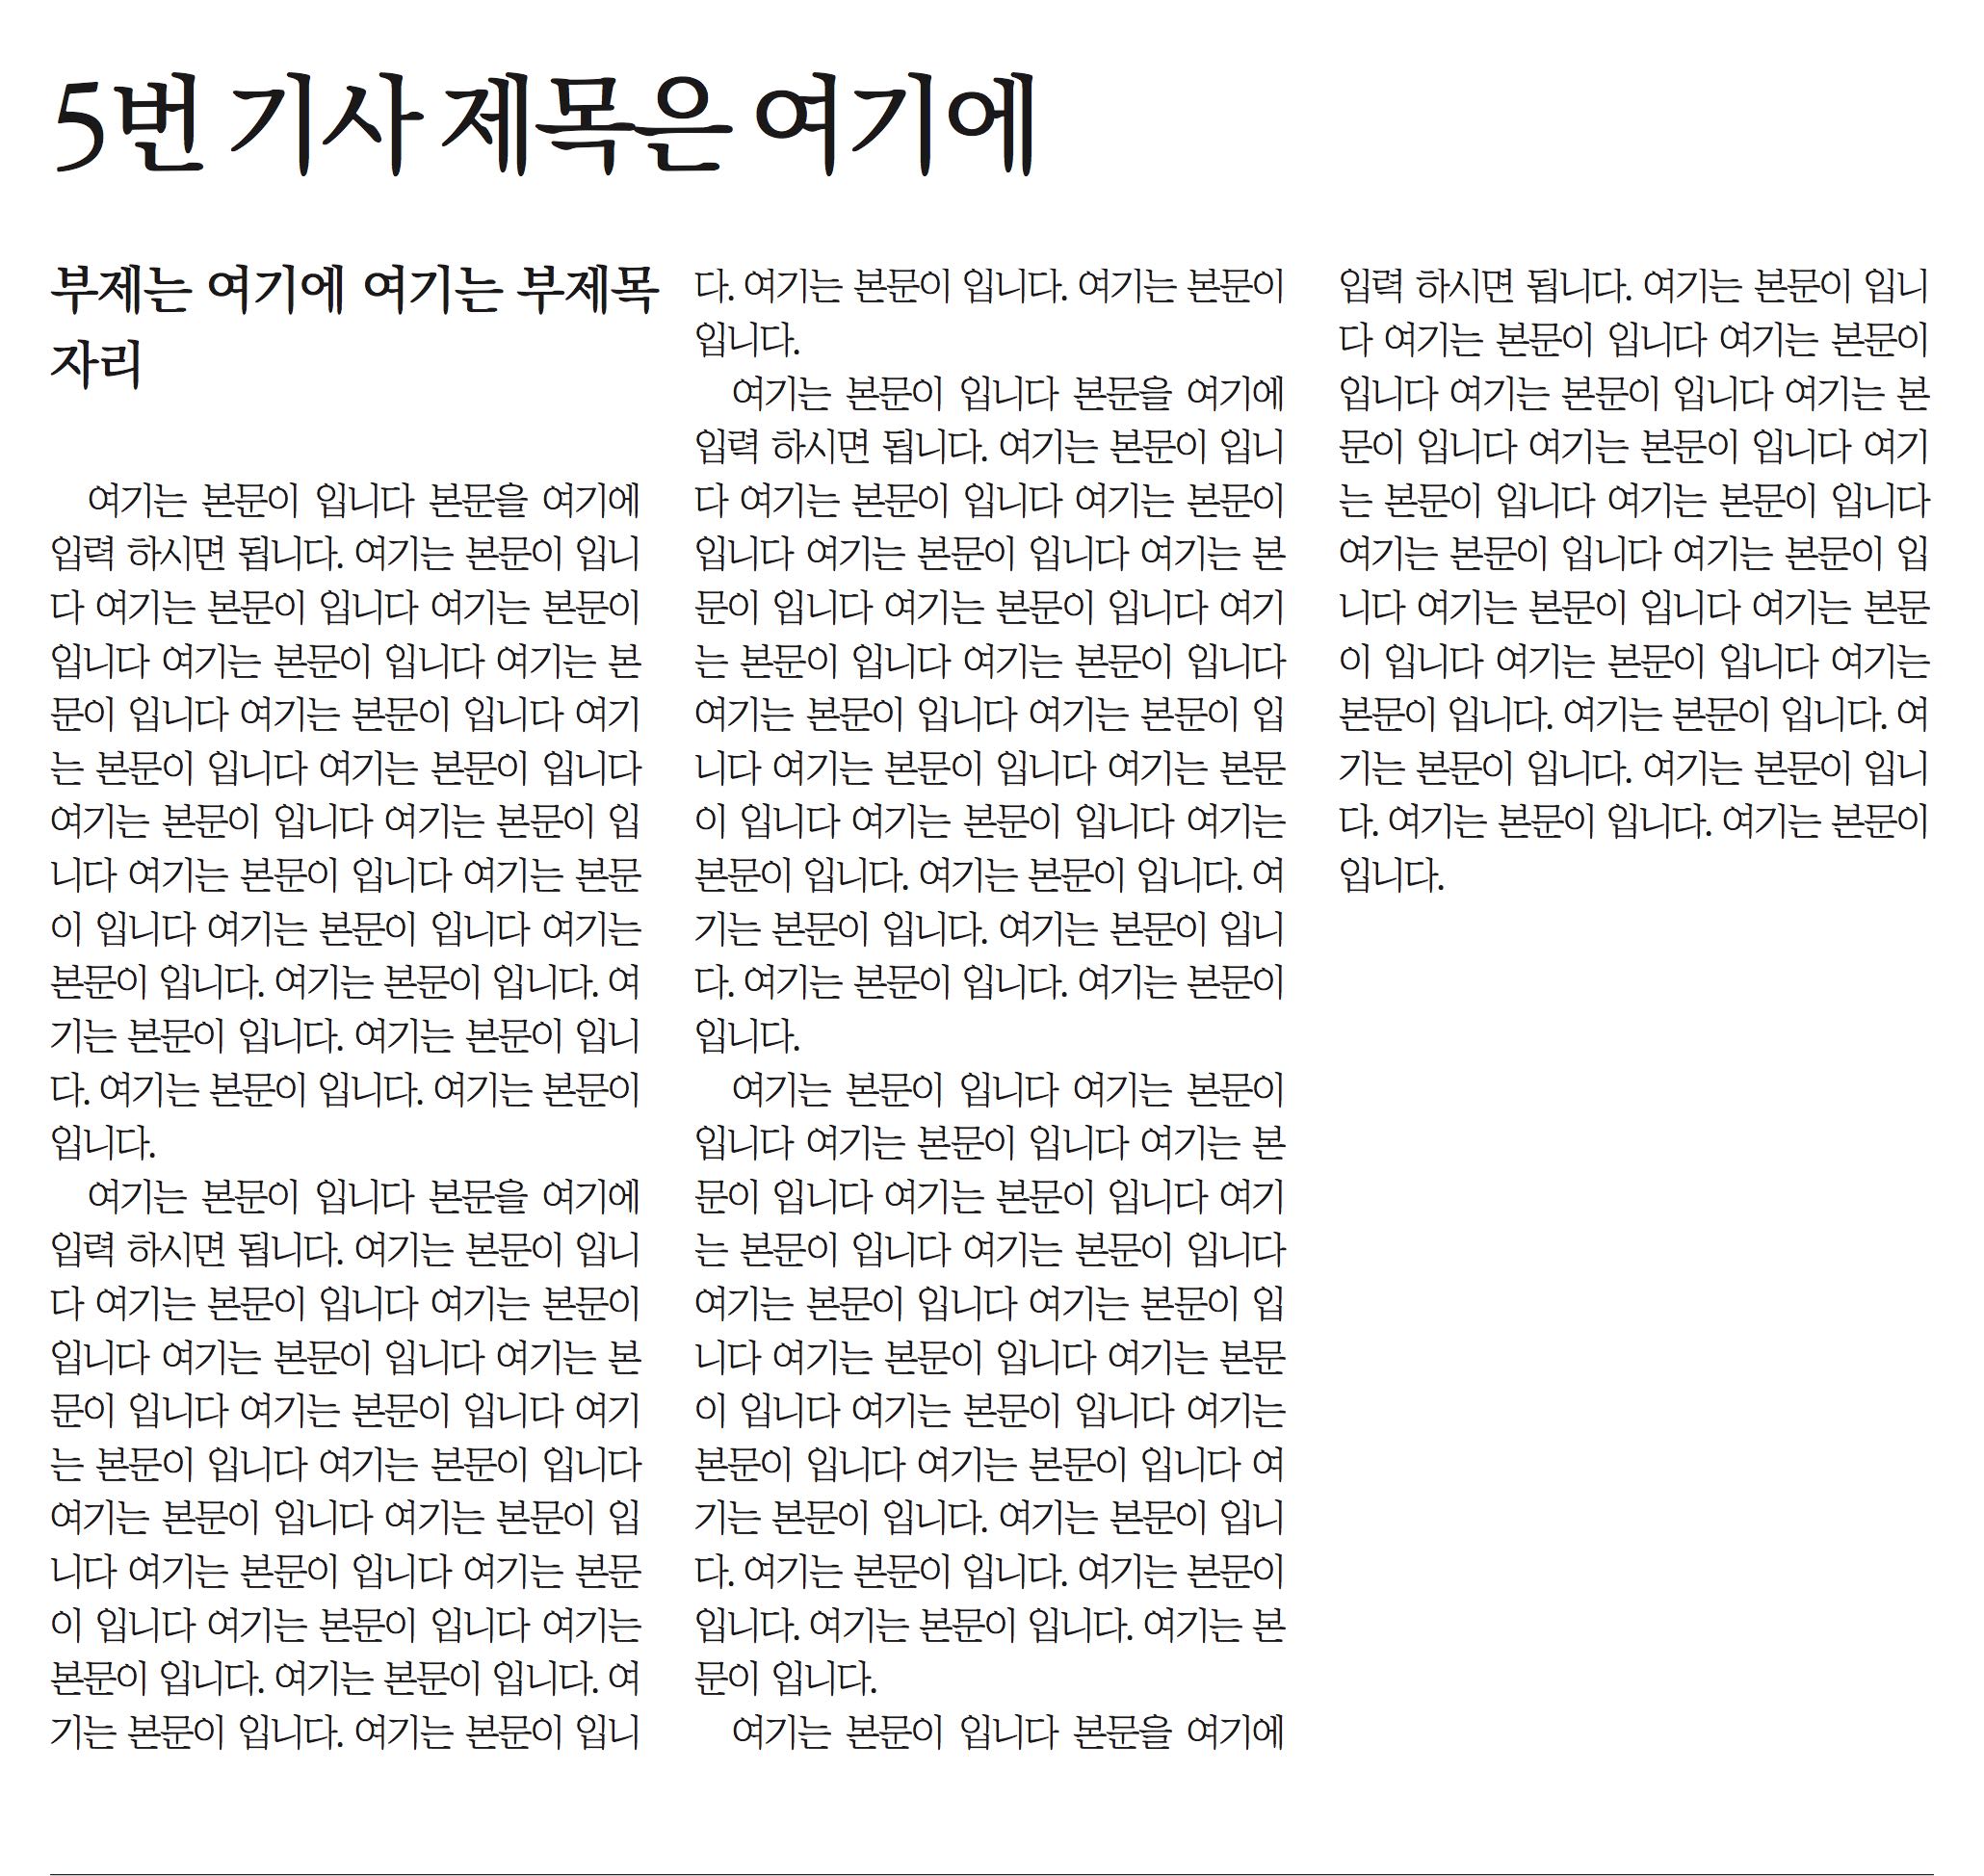 5번 기사 제목은 여기에
부제는 여기에 여기는 부제목
자리
여기는 본문이 입니다 본문을 여기에
입력 하시면 됩니다. 여기는 본문이 입니
다 여기는 본문이 입니다 여기는 본문이
입니다 여기는 본문이 입니다 여기는 본
문이 입니다 여기는 본문이 입니다 여기
는 본문이 입니다 여기는 본문이 입니다
여기는 본문이 입니다 여기는 본문이 입
니다 여기는 본문이 입니다 여기는 본문
이 입니다 여기는 본문이 입니다 여기는
본문이 입니다. 여기는 본문이 입니다. 여
기는 본문이 입니다. 여기는 본문이 입니
다. 여기는 본문이 입니다. 여기는 본문이
입니다.
여기는 본문이 입니다 본문을 여기에
입력 하시면 됩니다. 여기는 본문이 입니
다 여기는 본문이 입니다 여기는 본문이
입니다 여기는 본문이 입니다 여기는 본
문이 입니다 여기는 본문이 입니다 여기
는 본문이 입니다 여기는 본문이 입니다
여기는 본문이 입니다 여기는 본문이 입
니다 여기는 본문이 입니다 여기는 본문
이 입니다 여기는 본문이 입니다 여기는
본문이 입니다. 여기는 본문이 입니다. 여
기는 본문이 입니다. 여기는 본문이 입니
다. 여기는 본문이 입니다. 여기는 본문이
입니다.
여기는 본문이 입니다 본문을 여기에
입력 하시면 됩니다. 여기는 본문이 입니
다 여기는 본문이 입니다 여기는 본문이
입니다 여기는 본문이 입니다 여기는 본
문이 입니다 여기는 본문이 입니다 여기
는 본문이 입니다 여기는 본문이 입니다
여기는 본문이 입니다 여기는 본문이 입
니다 여기는 본문이 입니다 여기는 본문
이 입니다 여기는 본문이 입니다 여기는
본문이 입니다. 여기는 본문이 입니다. 여
기는 본문이 입니다. 여기는 본문이 입니
다. 여기는 본문이 입니다. 여기는 본문이
입니다.
여기는 본문이 입니다 여기는 본문이
입니다 여기는 본문이 입니다 여기는 본
문이 입니다 여기는 본문이 입니다 여기
는 본문이 입니다 여기는 본문이 입니다
여기는 본문이 입니다 여기는 본문이 입
니다 여기는 본문이 입니다 여기는 본문
이 입니다 여기는 본문이 입니다 여기는
본문이 입니다 여기는 본문이 입니다 여
기는 본문이 입니다. 여기는 본문이 입니
다. 여기는 본문이 입니다. 여기는 본문이
입니다. 여기는 본문이 입니다. 여기는 본
문이 입니다.
여기는 본문이 입니다 본문을 여기에
입력 하시면 됩니다. 여기는 본문이 입니
다 여기는 본문이 입니다 여기는 본문이
입니다 여기는 본문이 입니다 여기는 본
문이 입니다 여기는 본문이 입니다 여기
는 본문이 입니다 여기는 본문이 입니다
여기는 본문이 입니다 여기는 본문이 입
니다 여기는 본문이 입니다 여기는 본문
이 입니다 여기는 본문이 입니다 여기는
본문이 입니다. 여기는 본문이 입니다. 여
기는 본문이 입니다. 여기는 본문이 입니
다. 여기는 본문이 입니다. 여기는 본문이
입니다.